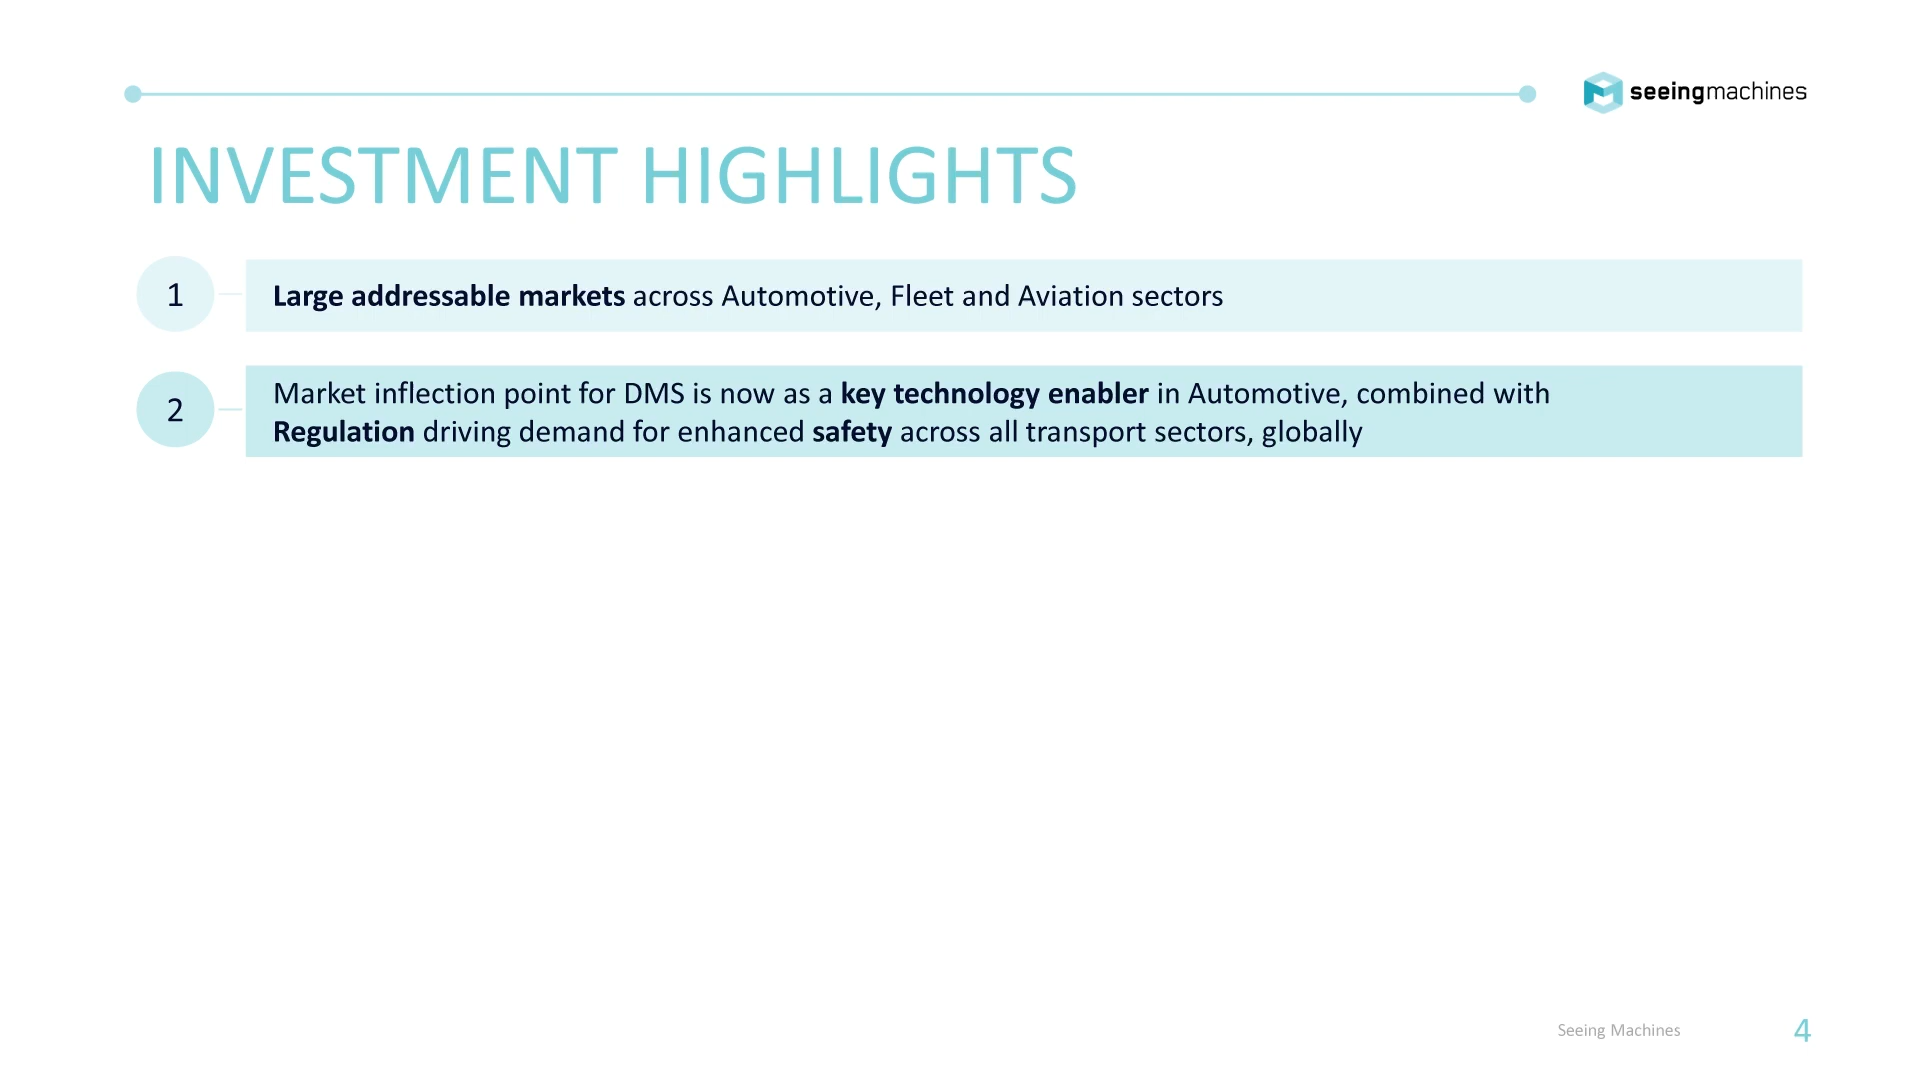 seeingmachines
INVESTMENT HIGHLIGHTS
1
Large addressable markets across Automotive, Fleet and Aviation sectors
2
Market inflection point for DMS is now as a key technology enabler in Automotive, combined with
Regulation driving demand for enhanced safety across all transport sectors, globally
Seeing Machines
4